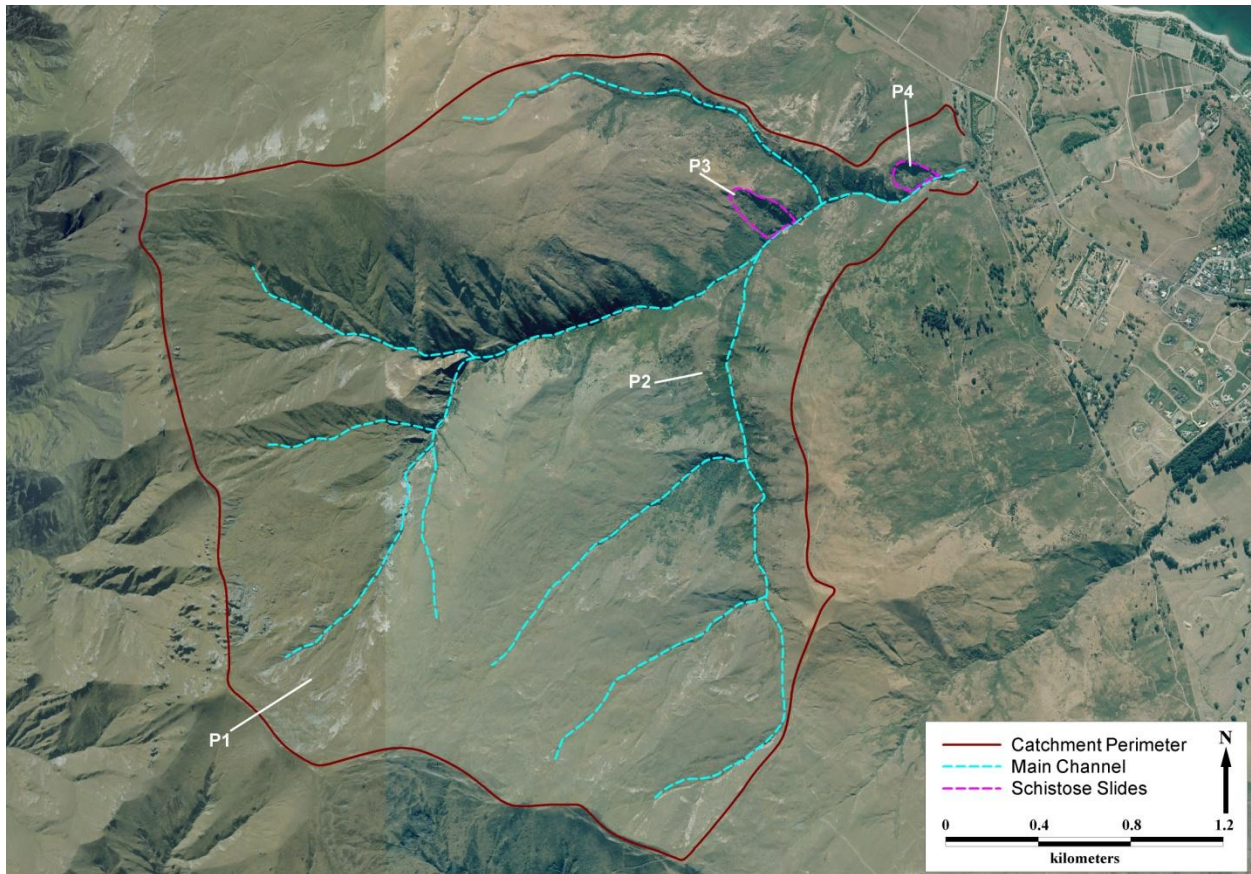 P4
P3
P2
P1
Catchment Perimeter
Main Channel
Schistose Slides
N
0 0.4 0.8 1.2
kilometers